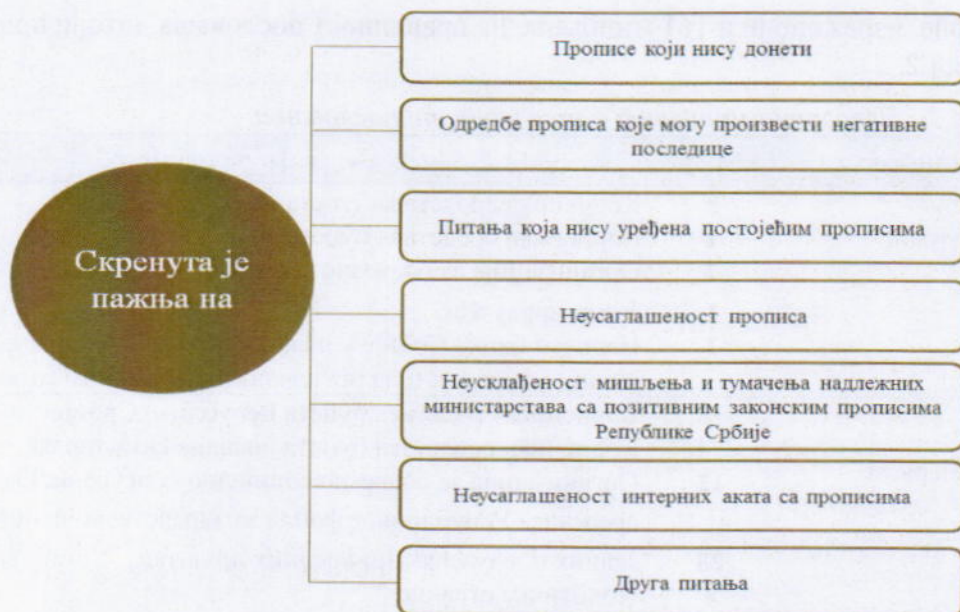 Прописе који нису донети
Одредбе прописа које могу произвести негативне
последице
Питања која нису уређена постојећим прописима
Скренута је
пажња на
Неусаглашеност прописа
Неусклађеност мишљења и тумачења надлежних
министарстава са позитивним законским прописима
Републике Србије
Неусаглашеност интерних аката са прописима
Друга питања